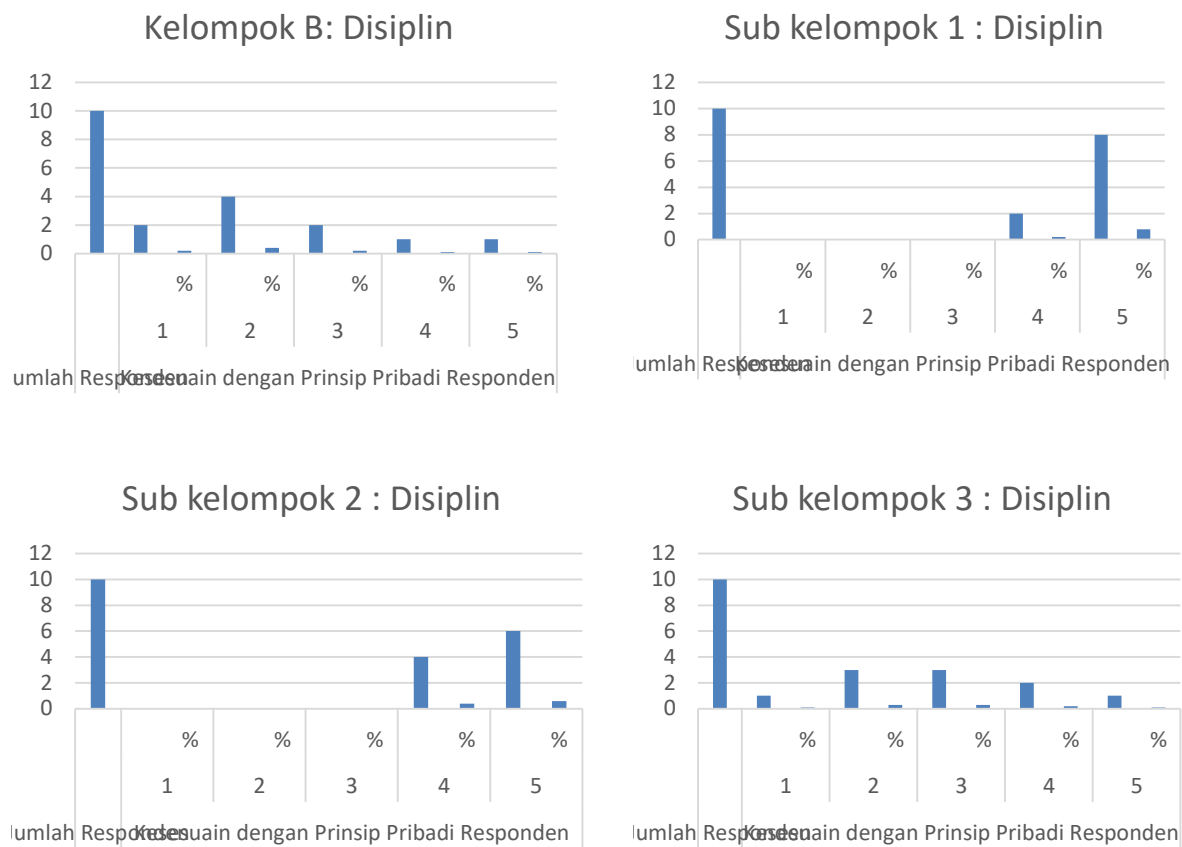 Kelompok B: Disiplin
12
10
8
6
4
2
0
% % % % %
1 2 3 4 5
dengan Prinsip Pribadi Responden
Sub kelompok 1 : Disiplin
12
10
8
6
4
2
0
% % % % %
1 2 3 4 5
dengan Prinsip Pribadi Responden
Sub kelompok 2 : Disiplin
12
10
8
6
4
2
0
% % % % %
1 2 3 4 5
dengan Prinsip Pribadi Responden
Sub kelompok 3 : Disiplin
12
10
8
6
4
2
0
% % % % %
1 2 3 4 5
dengan Prinsip Pribadi Responden